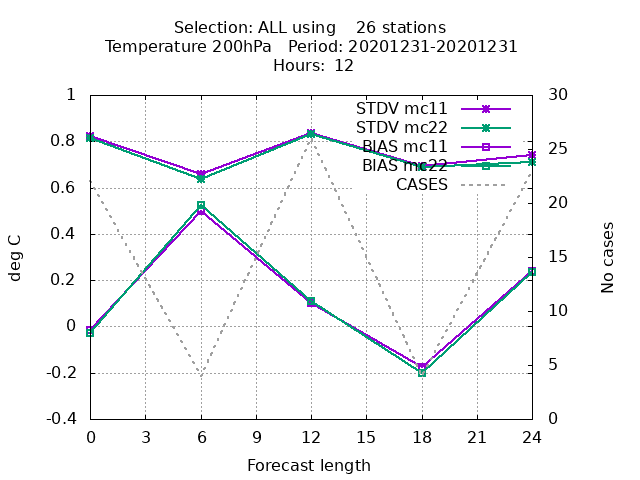 Selection: ALL using    26 stations
Temperature 200hPa   Period: 20201231-20201231
Hours:  12
1
0.8
0.6
0.4
0.2
0
-0.2
-0.4
deg C
STDV mc11
STDV mc22
BIAS mc11
BIAS mc22
CASES
30
25
20
15
10
5
0
No cases
0 3 6 9 12 15 18 21 24
Forecast length